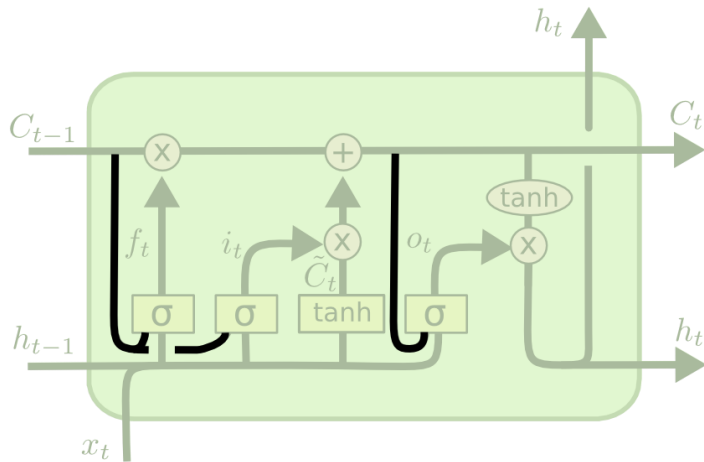 h_t
C_{t-1} x + C_t
tanh
f_t i_t x o_t x
C̃_t
σ σ tanh σ
h_{t-1} h_t
x_t